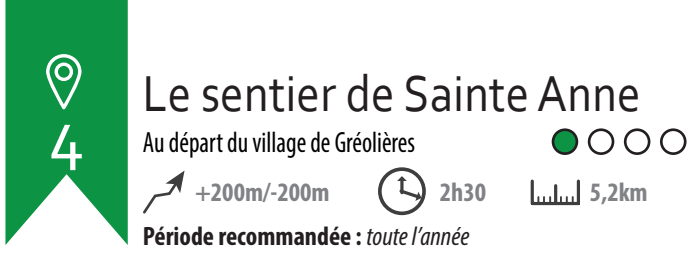 4
Le sentier de Sainte Anne
Au départ du village de Gréolières
+200m/-200m 2h30 5,2km
Période recommandée : toute l'année